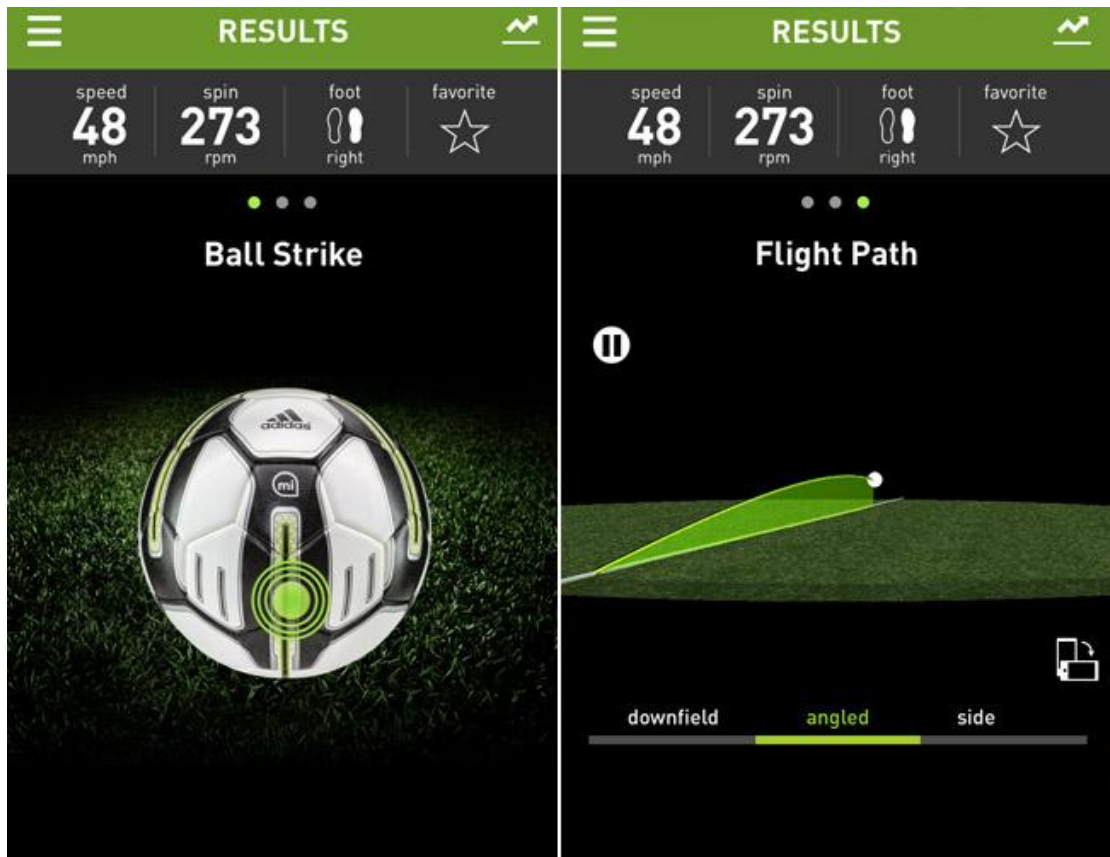 RESULTS
speed spin foot favorite
48 273
mph rpm right
Ball Strike
adidas
mi
RESULTS
speed spin foot favorite
48 273
mph rpm right
Flight Path
downfield angled side